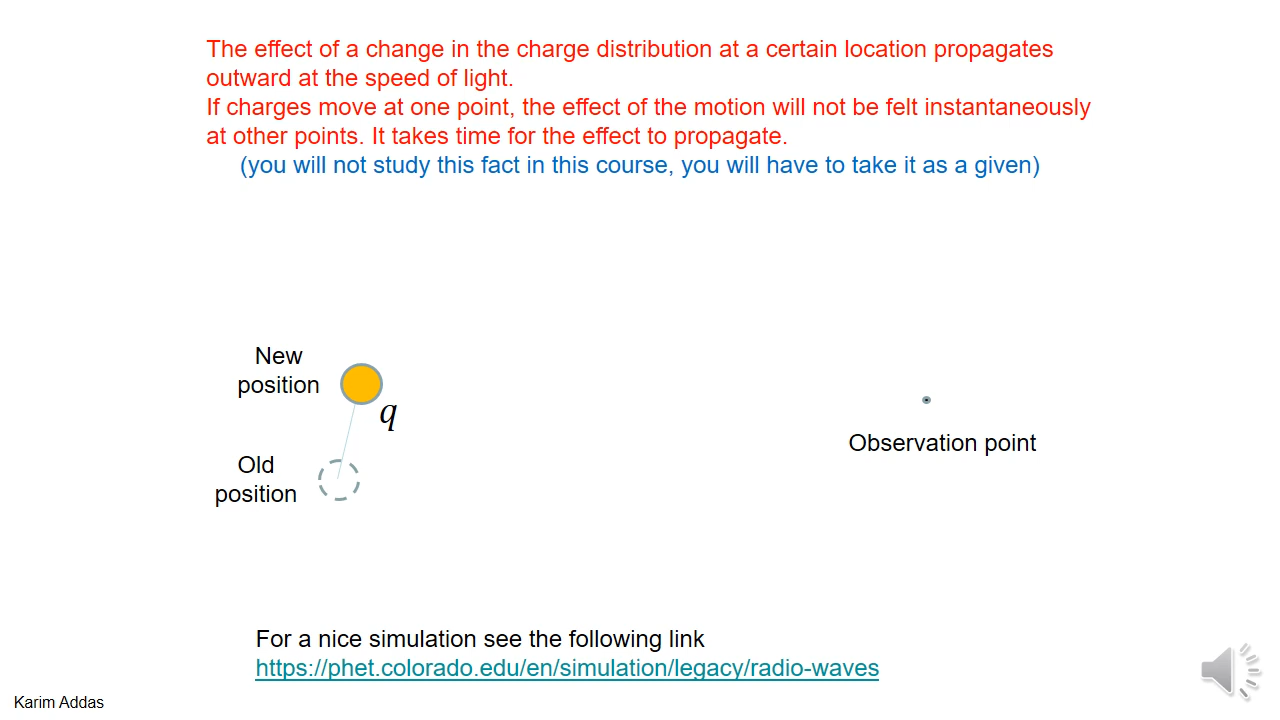 The effect of a change in the charge distribution at a certain location propagates
outward at the speed of light.
If charges move at one point, the effect of the motion will not be felt instantaneously
at other points. It takes time for the effect to propagate.
(you will not study this fact in this course, you will have to take it as a given)
New
position
q
Old
position
Observation point
For a nice simulation see the following link
https://phet.colorado.edu/en/simulation/legacy/radio-waves
Karim Addas